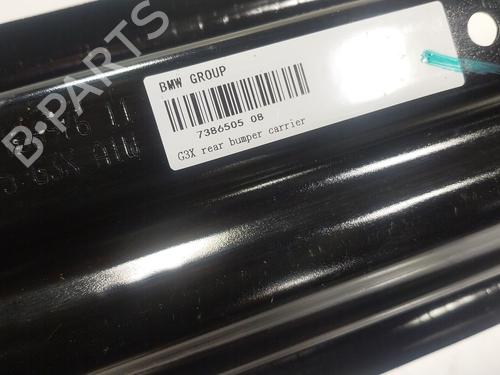 B-PARTS
BMW GROUP
7386505 08
G3X rear bumper carrier